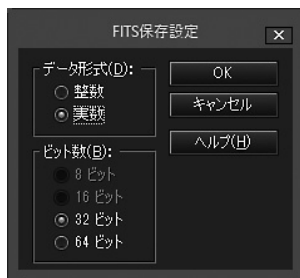 FITS保存設定
データ形式(D):
整数
実数
ビット数(B):
8 ビット
16 ビット
32 ビット
64 ビット
OK
キャンセル
ヘルプ(H)